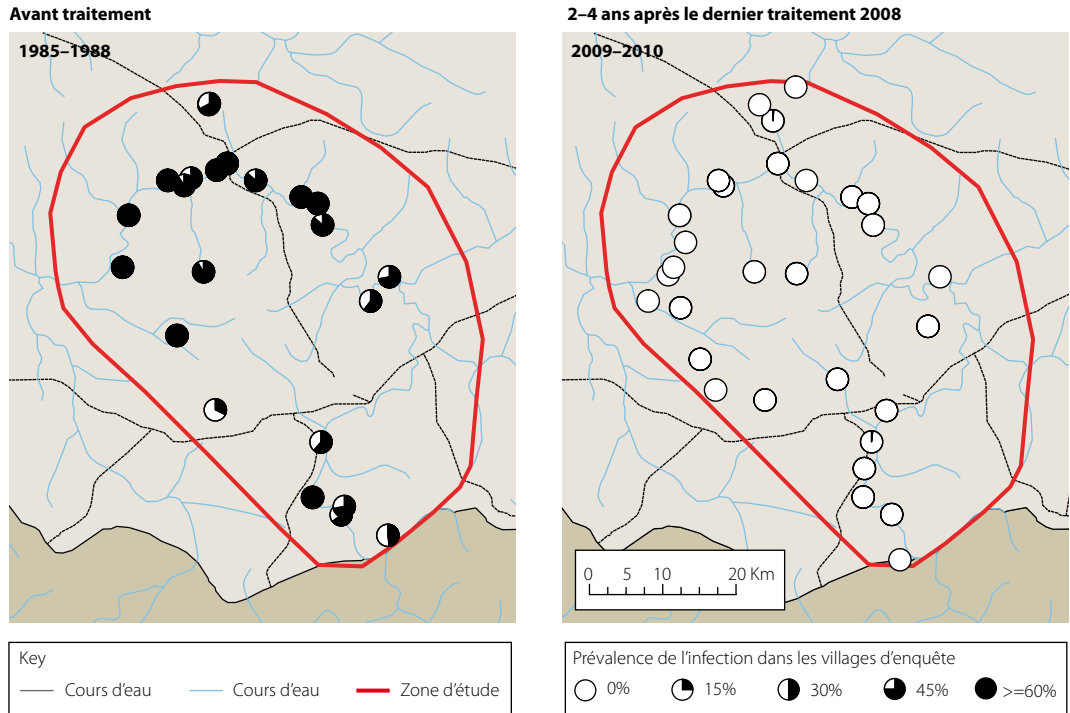 Avant traitement
1985–1988
2–4 ans après le dernier traitement 2008
2009–2010
0 5 10 20 Km
Key
Cours d'eau Cours d'eau Zone d'étude
Prévalence de l'infection dans les villages d'enquête
0% 15% 30% 45% >=60%